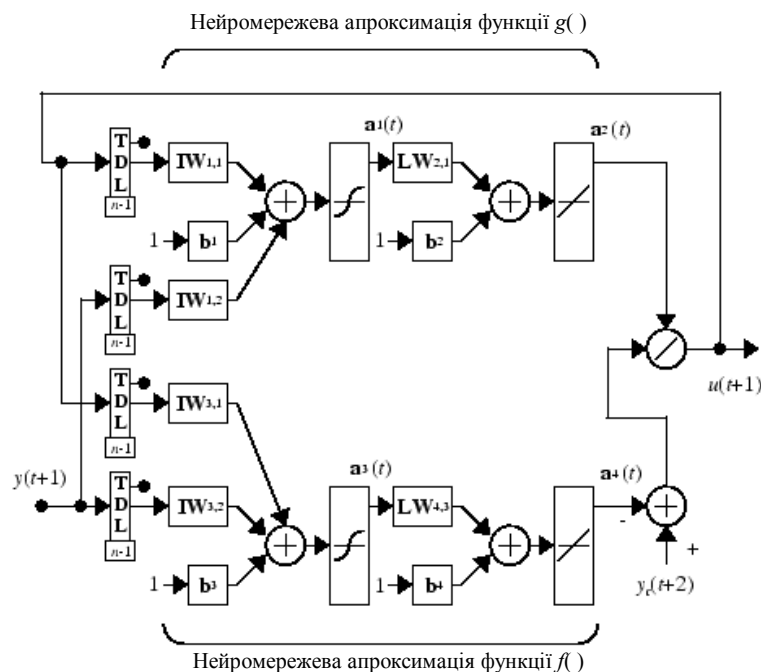 Нейромережева апроксимація функції g( )
a1(t)
a2 (t)
T
D
L
n-1
IW1,1
LW2,1
1
b1
1
b2
T
D
L
n-1
IW1,2
T
D
L
n-1
IW3,1
u(t+1)
y(t+1)
a3 (t)
a4(t)
T
D
L
n-1
IW3,2
LW4,3
-
+
1
b3
1
b4
yr(t+2)
Нейромережева апроксимація функції f( )